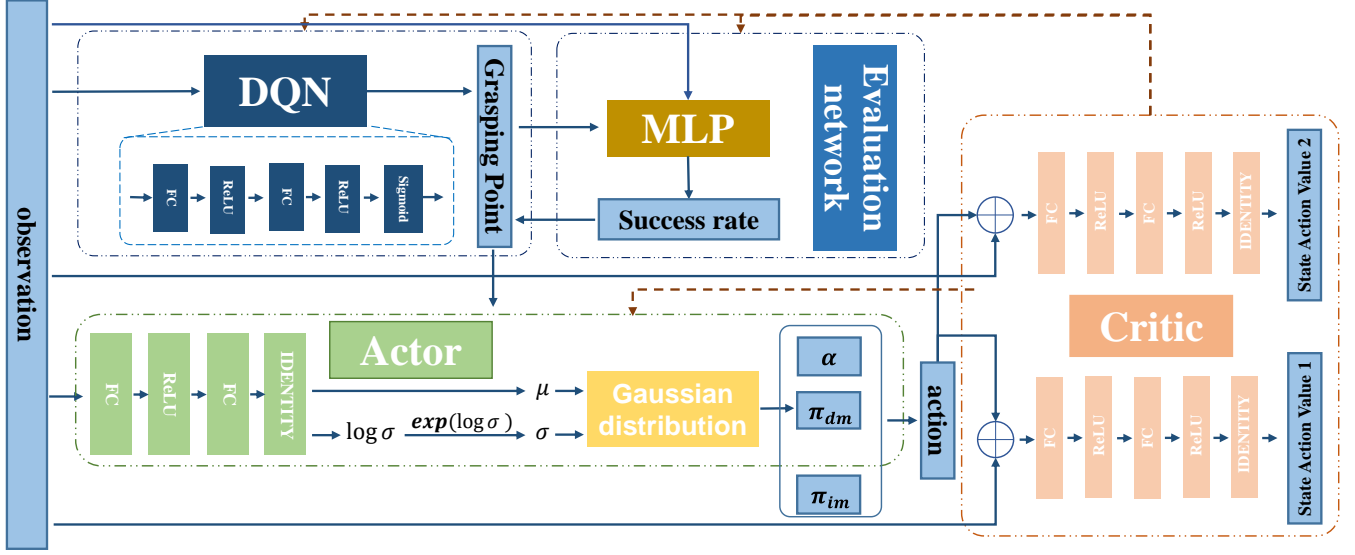 observation
DQN
FC
ReLU
FC
ReLU
Sigmoid
Grasping Point
MLP
Success rate
Evaluation
network
Actor
FC
ReLU
FC
IDENTITY
μ
log σ
exp(log σ)
σ
Gaussian
distribution
α
π_dm
π_im
action
FC
ReLU
FC
ReLU
IDENTITY
State Action Value 2
Critic
FC
ReLU
FC
ReLU
IDENTITY
State Action Value 1